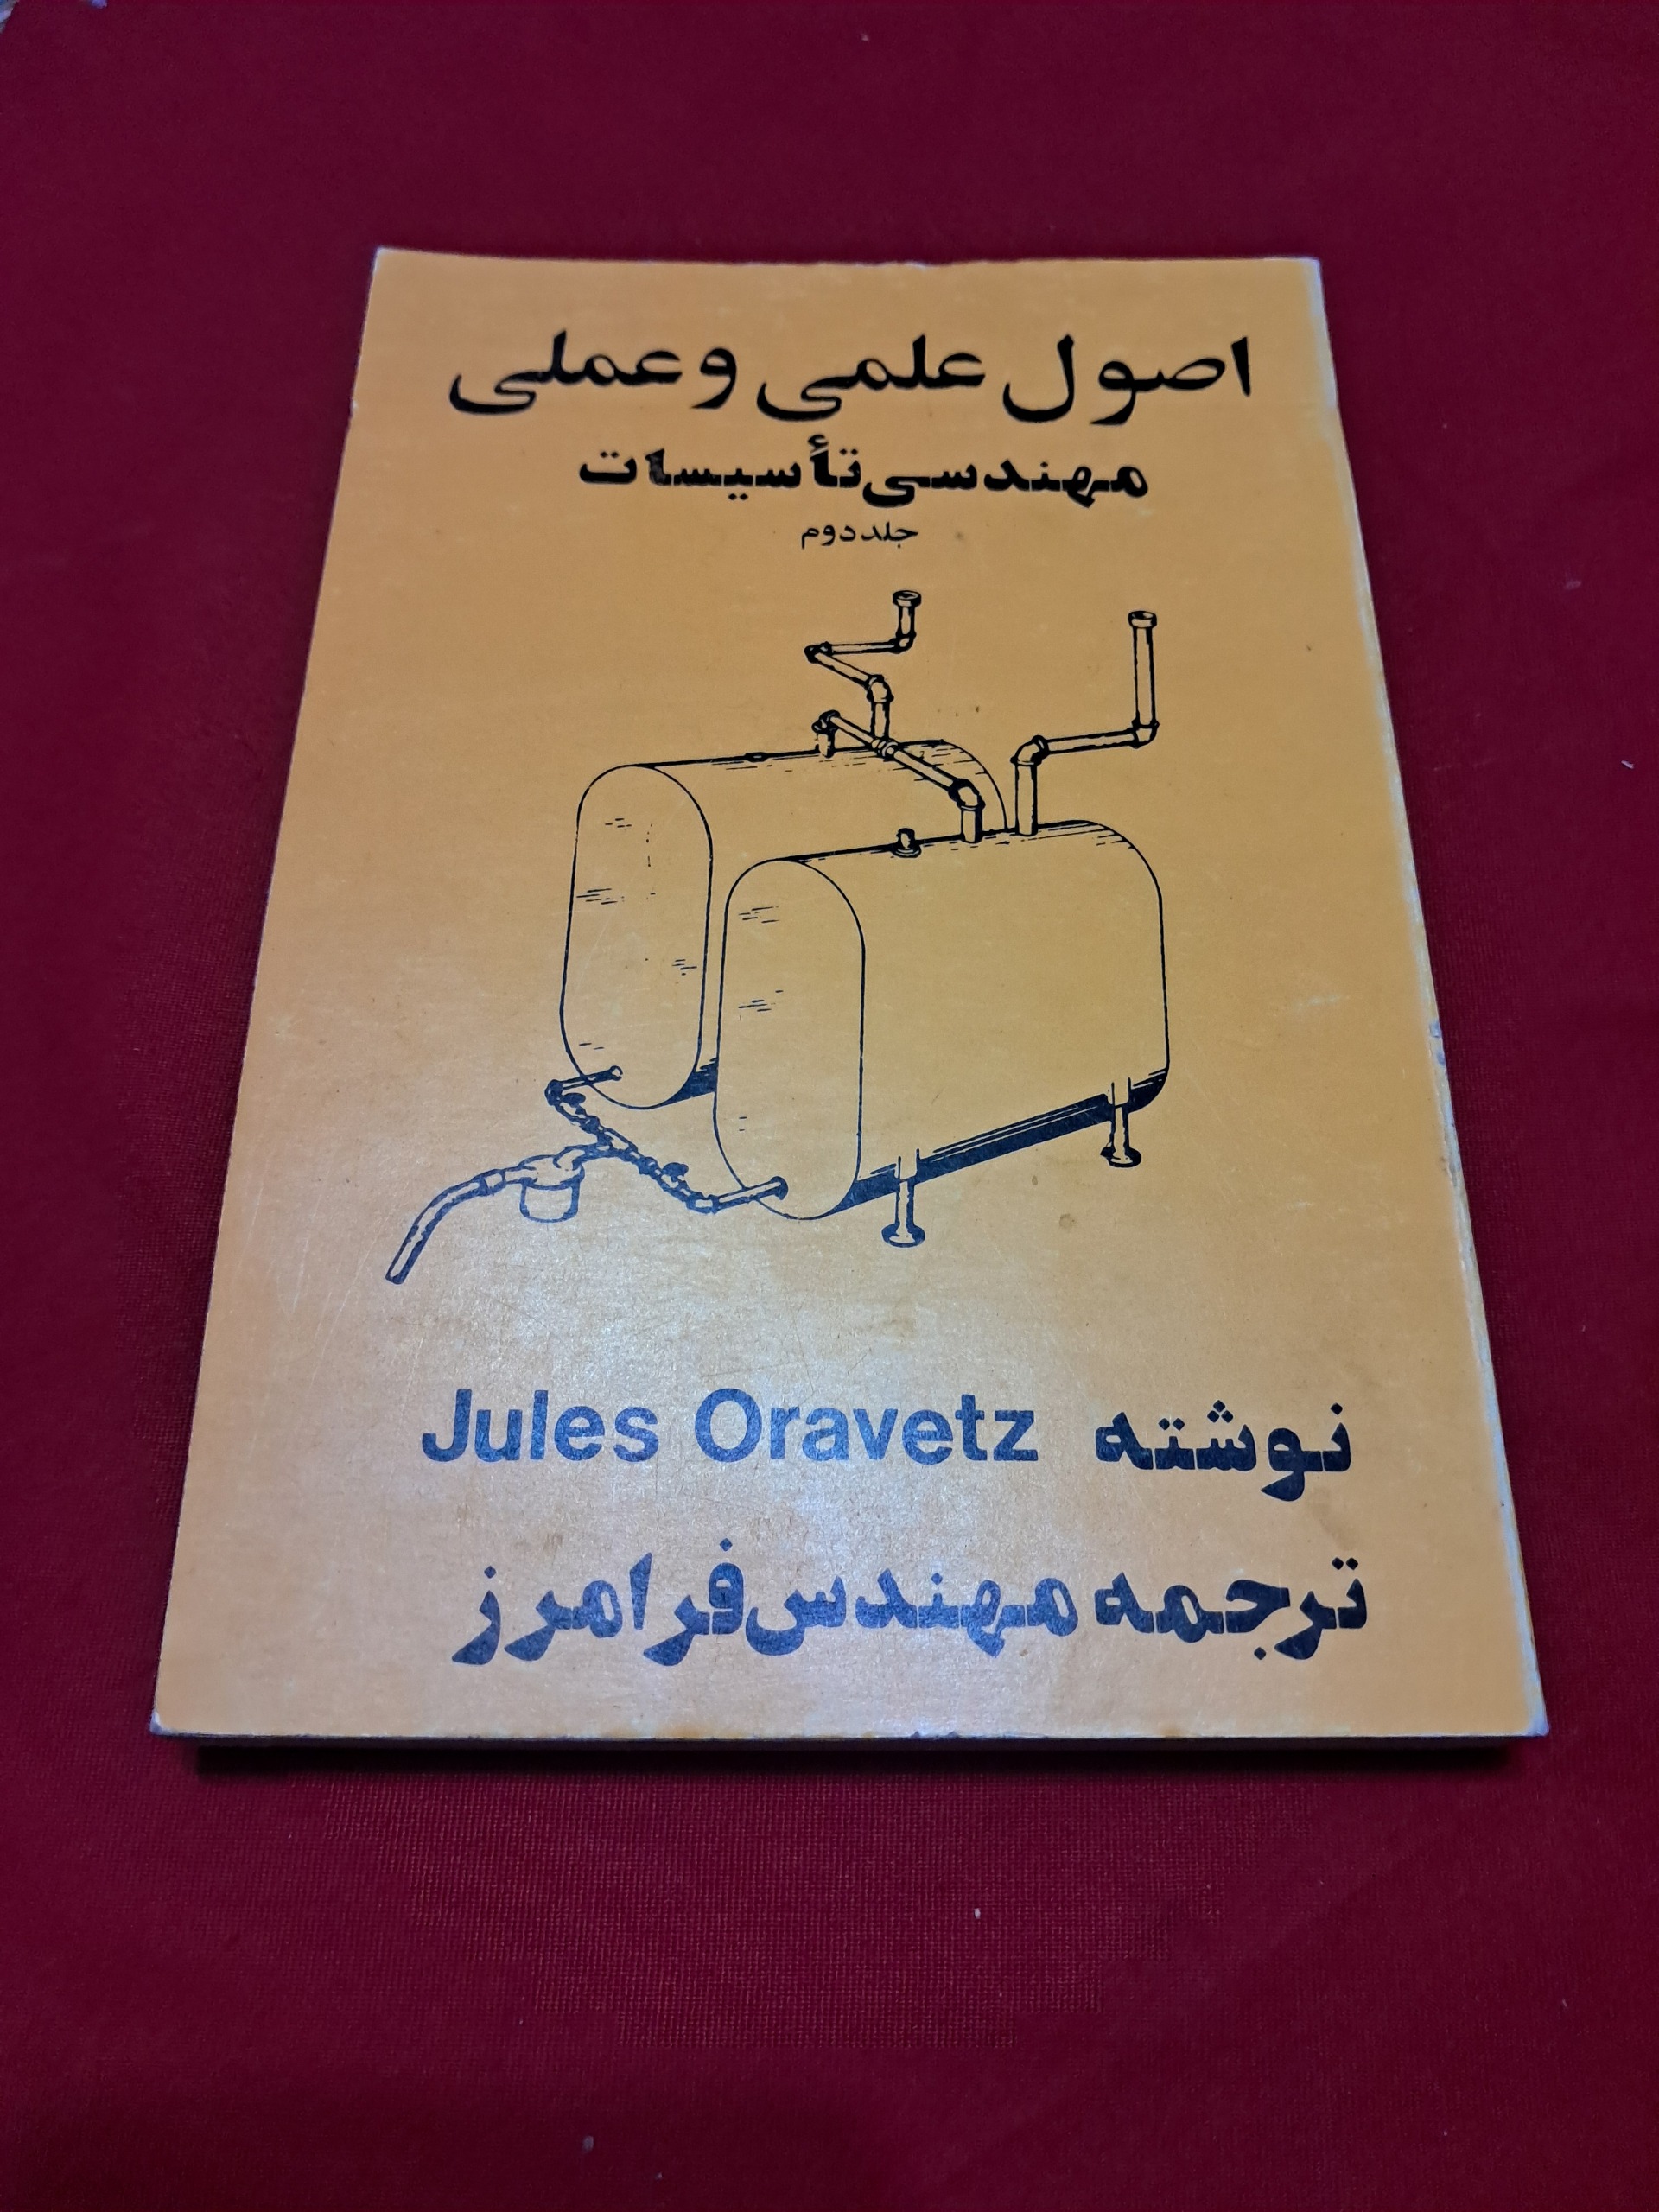 اصول علمی و عملی
مهندسی تأسیسات
جلد دوم
نوشته Jules Oravetz
ترجمه مهندس فرامرز